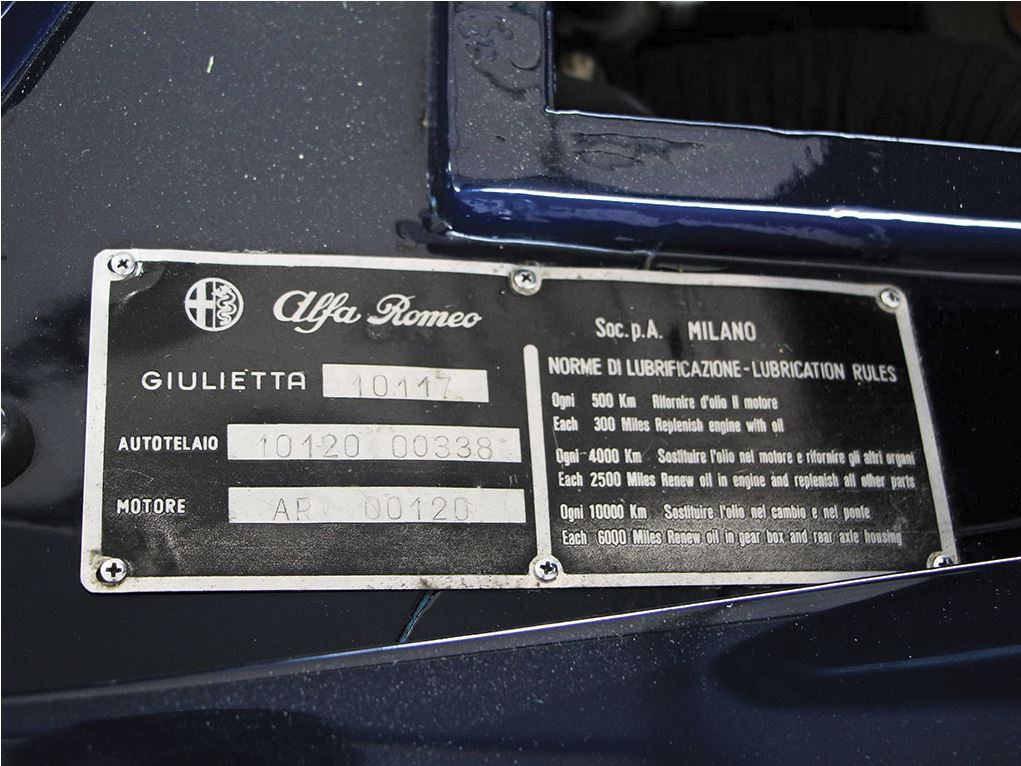 Alfa Romeo
GIULIETTA 10117
AUTOTELAIO 10120 00338
MOTORE AR 00120
Soc.p.A. MILANO
NORME DI LUBRIFICAZIONE - LUBRICATION RULES
Ogni 500 Km Rifornire d'olio il motore
Each 300 Miles Replenish engine with oil
Ogni 4000 Km Sostituire l'olio nel motore e rifornire gli altri organi
Each 2500 Miles Renew oil in engine and replenish all other parts
Ogni 10000 Km Sostituire l'olio nel cambio e nel ponte
Each 6000 Miles Renew oil in gear box and rear axle housing